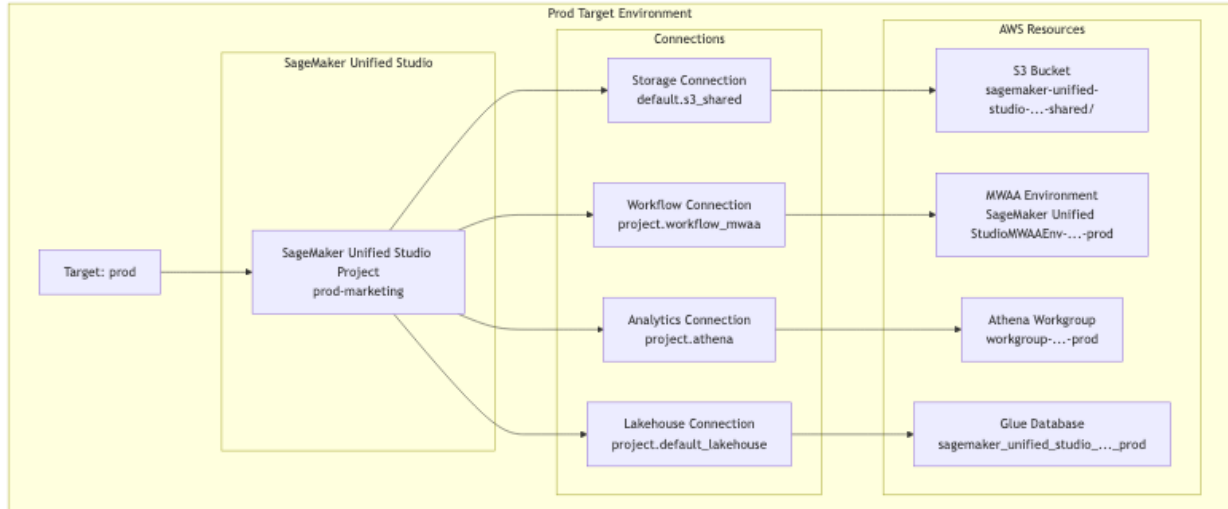 Prod Target Environment
SageMaker Unified Studio
Connections
AWS Resources
Target: prod
SageMaker Unified Studio
Project
prod-marketing
Storage Connection
default.s3_shared
Workflow Connection
project.workflow_mwaa
Analytics Connection
project.athena
Lakehouse Connection
project.default_lakehouse
S3 Bucket
sagemaker-unified-
studio-...-shared/
MWAA Environment
SageMaker Unified
StudioMWAAEnv-...-prod
Athena Workgroup
workgroup-...-prod
Glue Database
sagemaker_unified_studio_..._prod